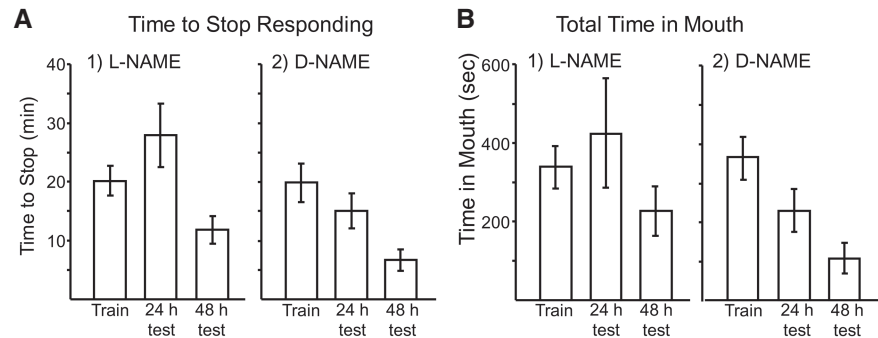 A
Time to Stop Responding
1) L-NAME
2) D-NAME
Time to Stop (min)
40
30
20
10
Train
24 h
test
48 h
test
Train
24 h
test
48 h
test
B
Total Time in Mouth
1) L-NAME
2) D-NAME
Time in Mouth (sec)
600
400
200
Train
24 h
test
48 h
test
Train
24 h
test
48 h
test